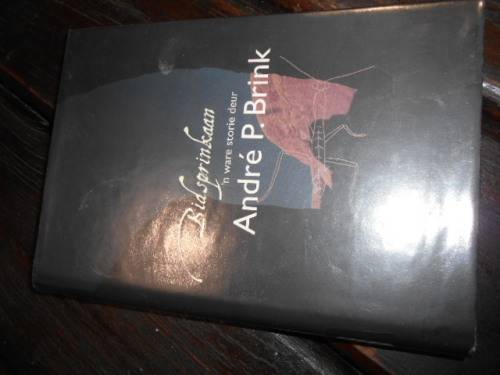 Bidsprinkaan
'n ware storie deur
André P. Brink